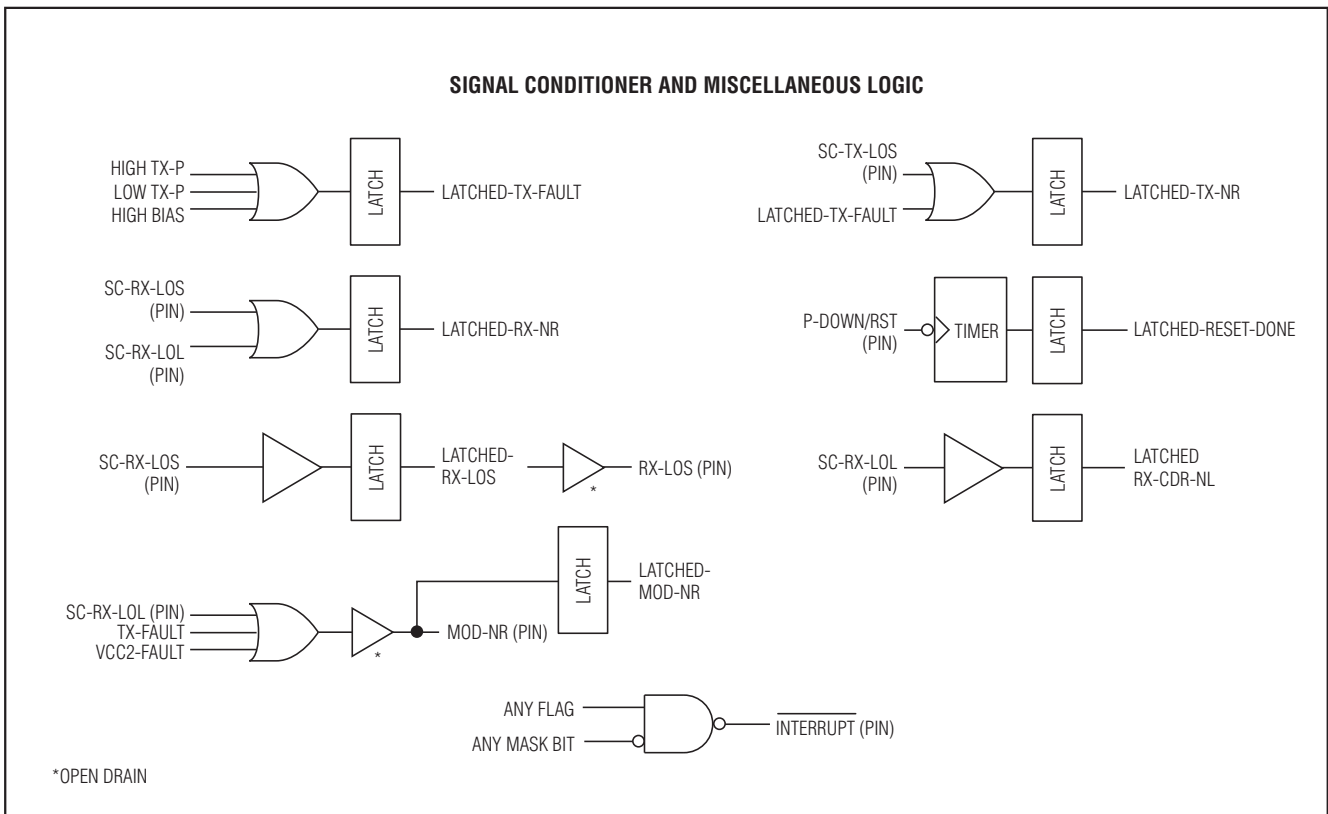 SIGNAL CONDITIONER AND MISCELLANEOUS LOGIC
HIGH TX-P
LOW TX-P
HIGH BIAS
LATCH
LATCHED-TX-FAULT
SC-TX-LOS
(PIN)
LATCHED-TX-FAULT
LATCH
LATCHED-TX-NR
SC-RX-LOS
(PIN)
SC-RX-LOL
(PIN)
LATCH
LATCHED-RX-NR
P-DOWN/RST
(PIN)
TIMER
LATCH
LATCHED-RESET-DONE
SC-RX-LOS
(PIN)
LATCH
LATCHED-
RX-LOS
*
RX-LOS (PIN)
SC-RX-LOL
(PIN)
LATCH
LATCHED
RX-CDR-NL
SC-RX-LOL (PIN)
TX-FAULT
VCC2-FAULT
*
MOD-NR (PIN)
LATCH
LATCHED-
MOD-NR
ANY FLAG
ANY MASK BIT
INTERRUPT (PIN)
*OPEN DRAIN